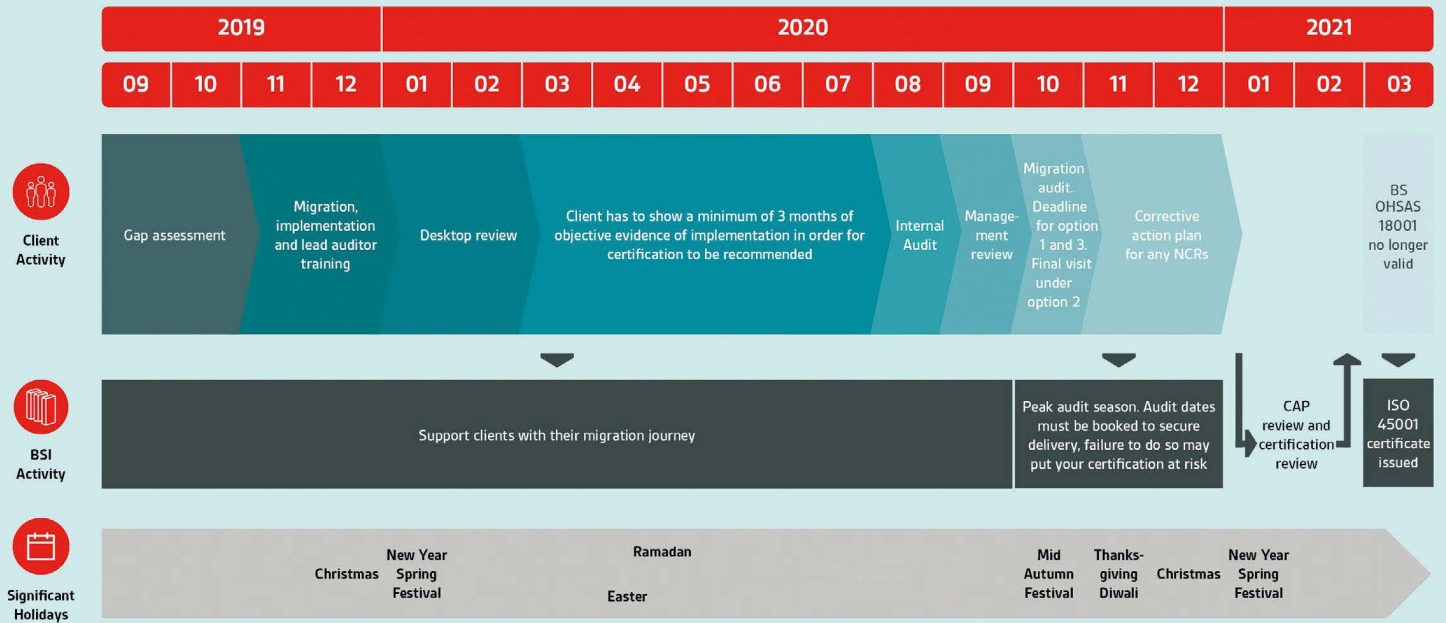 2019
2020
2021
09
10
11
12
01
02
03
04
05
06
07
08
09
10
11
12
01
02
03
Client
Activity
Gap assessment
Migration,
implementation
and lead auditor
training
Desktop review
Client has to show a minimum of 3 months of
objective evidence of implementation in order for
certification to be recommended
Internal
Audit
Manage-
ment
review
Migration
audit.
Deadline
for option
1 and 3.
Final visit
under
option 2
Corrective
action plan
for any NCRs
BS
OHSAS
18001
no longer
valid
BSI
Activity
Support clients with their migration journey
Peak audit season. Audit dates
must be booked to secure
delivery, failure to do so may
put your certification at risk
CAP
review and
certification
review
ISO
45001
certificate
issued
Significant
Holidays
Christmas
New Year
Spring
Festival
Ramadan
Easter
Mid
Autumn
Festival
Thanks-
giving
Diwali
Christmas
New Year
Spring
Festival